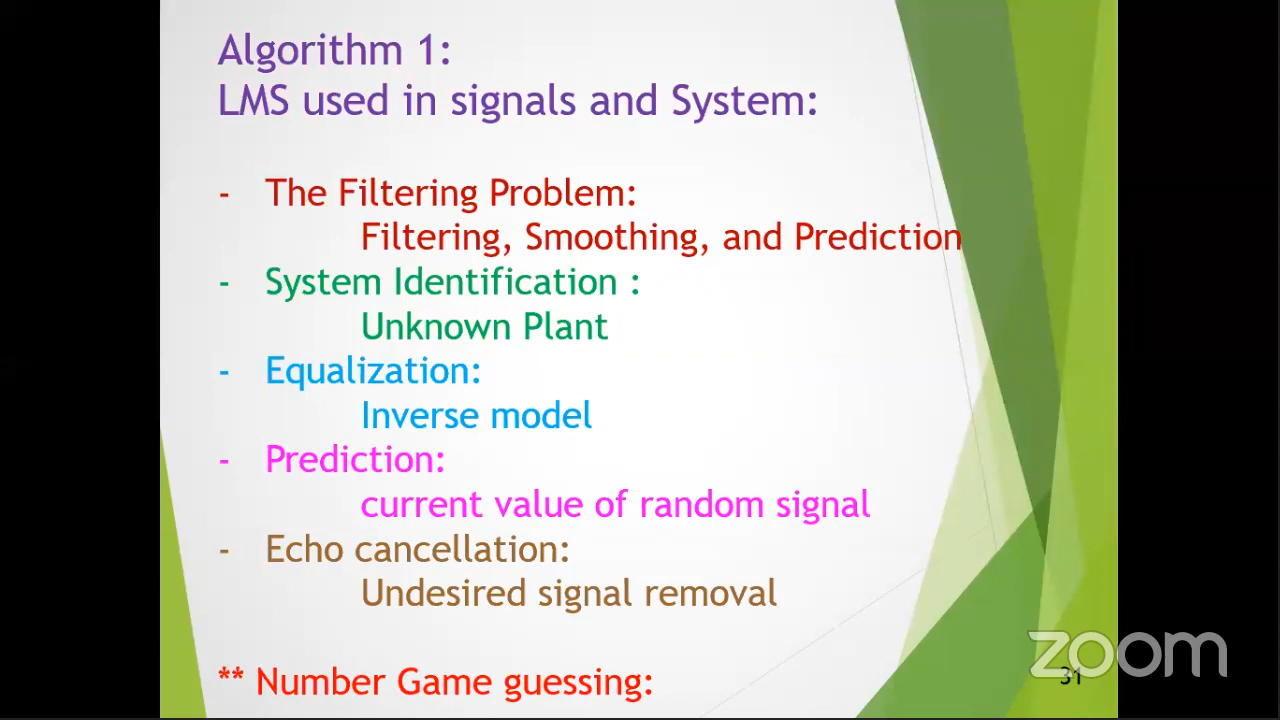 Algorithm 1:
LMS used in signals and System:
- The Filtering Problem:
Filtering, Smoothing, and Prediction
- System Identification :
Unknown Plant
- Equalization:
Inverse model
- Prediction:
current value of random signal
- Echo cancellation:
Undesired signal removal
** Number Game guessing:
zoom
31